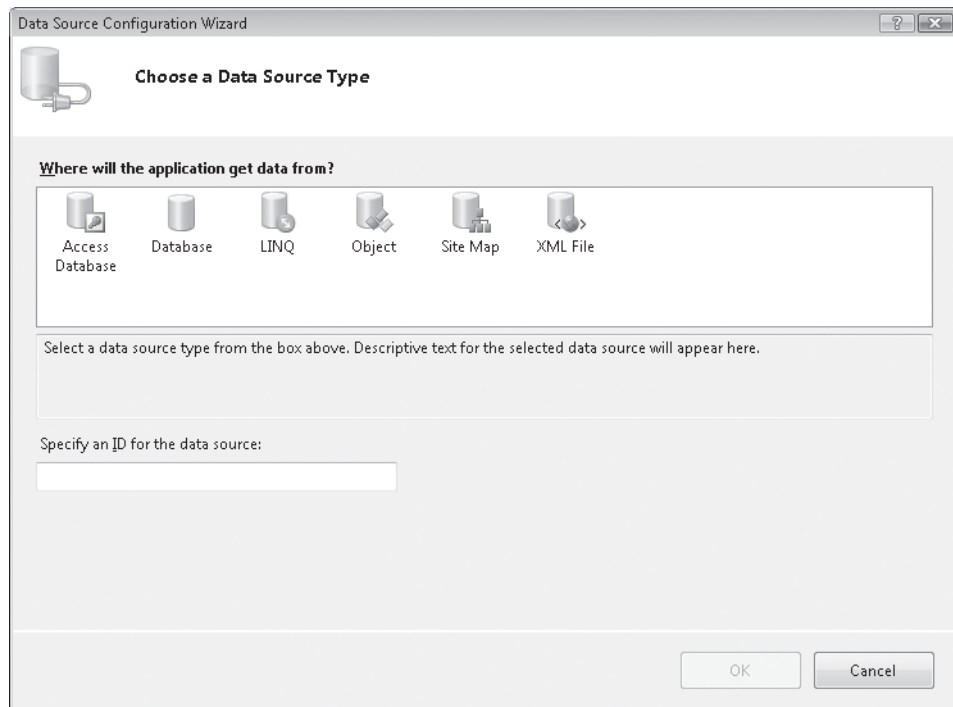 Data Source Configuration Wizard
Choose a Data Source Type
Where will the application get data from?
Access Database
Database
LINQ
Object
Site Map
XML File
Select a data source type from the box above. Descriptive text for the selected data source will appear here.
Specify an ID for the data source:
OK
Cancel